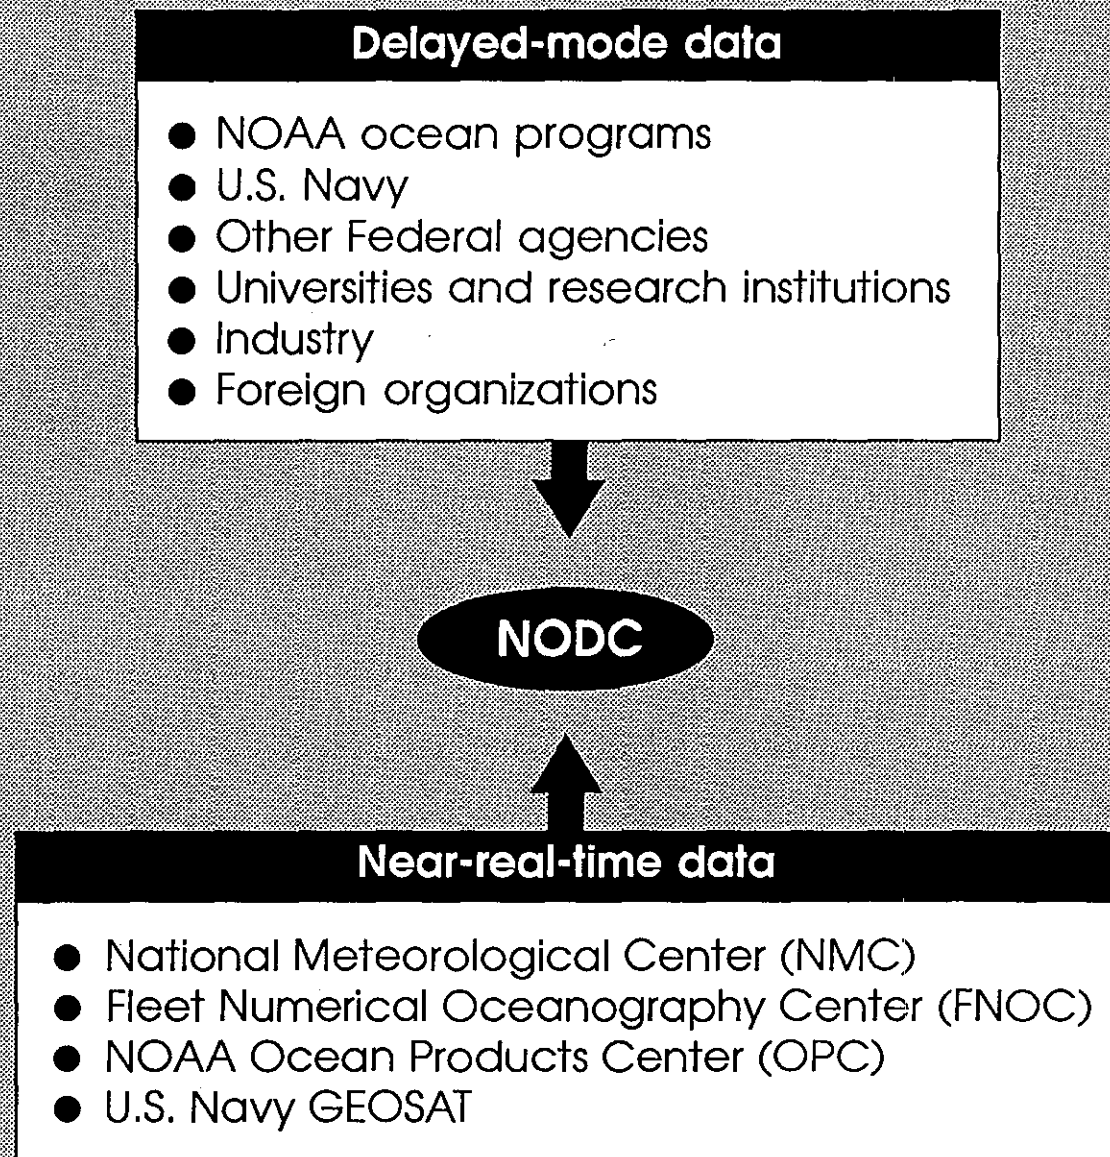 Delayed-mode data
● NOAA ocean programs
● U.S. Navy
● Other Federal agencies
● Universities and research institutions
● Industry
● Foreign organizations
NODC
Near-real-time data
● National Meteorological Center (NMC)
● Fleet Numerical Oceanography Center (FNOC)
● NOAA Ocean Products Center (OPC)
● U.S. Navy GEOSAT